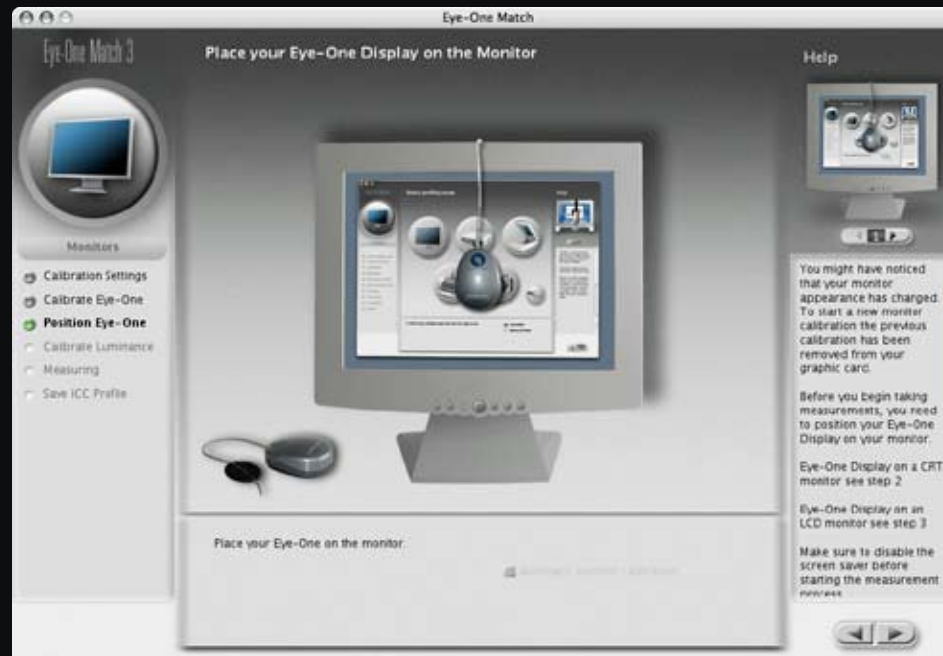 Eye-One Match
Eye-One Match 3
Place your Eye-One Display on the Monitor
Help
Monitors
Calibration Settings
Calibrate Eye-One
Position Eye-One
Calibrate Luminance
Measuring
Save ICC Profile
Place your Eye-One on the monitor.
You might have noticed
that your monitor
appearance has changed.
To start a new monitor
calibration the previous
calibration has been
removed from your
graphic card.
Before you begin taking
measurements, you need
to position your Eye-One
Display on your monitor.
Eye-One Display on a CRT
monitor see step 2
Eye-One Display on an
LCD monitor see step 3
Make sure to disable the
screen saver before
starting the measurement
process